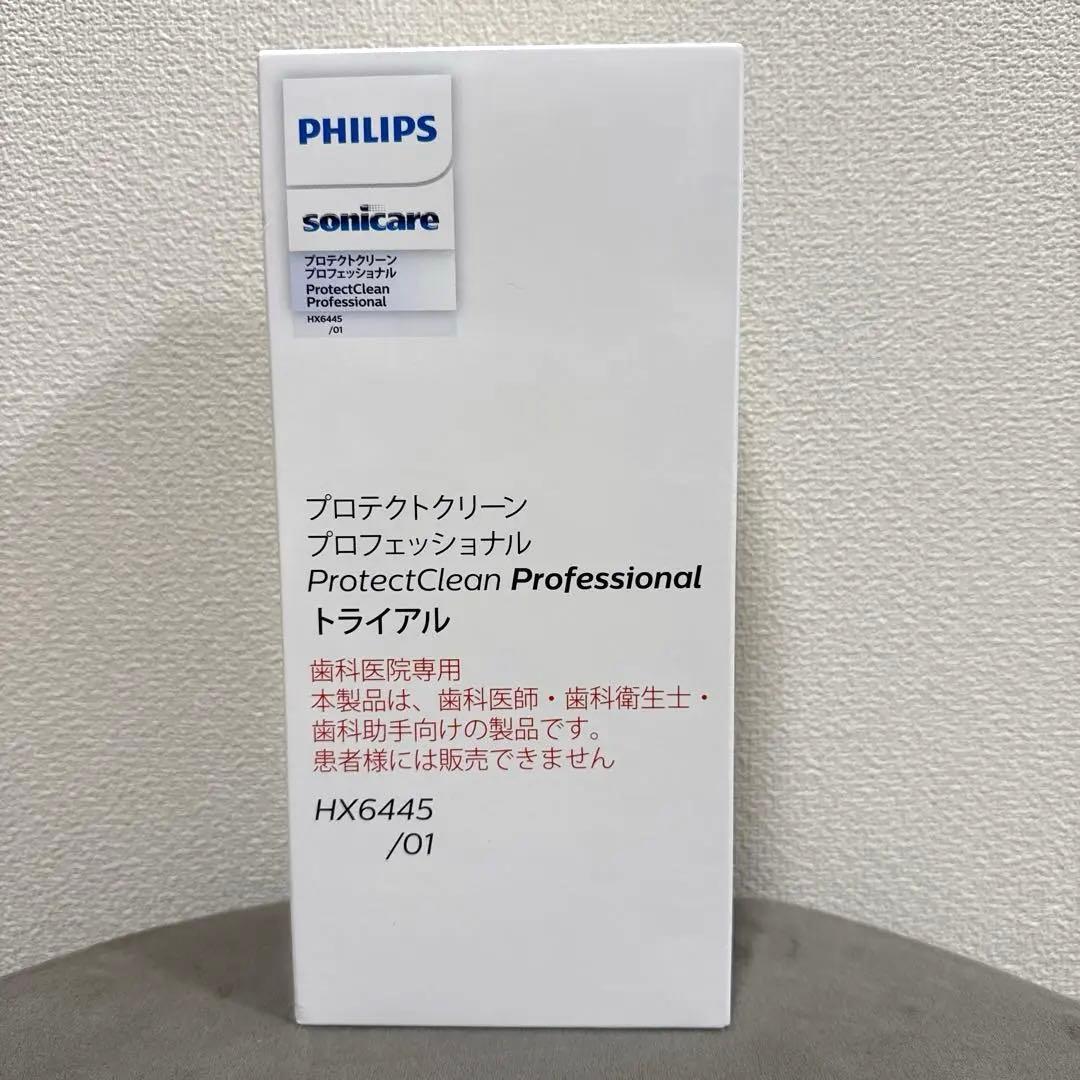 PHILIPS
sonicare
プロテクトクリーン
プロフェッショナル
ProtectClean
Professional
HX6445
/01
プロテクトクリーン
プロフェッショナル
ProtectClean Professional
トライアル
歯科医院専用
本製品は、歯科医師・歯科衛生士・
歯科助手向けの製品です。
患者様には販売できません
HX6445
/01